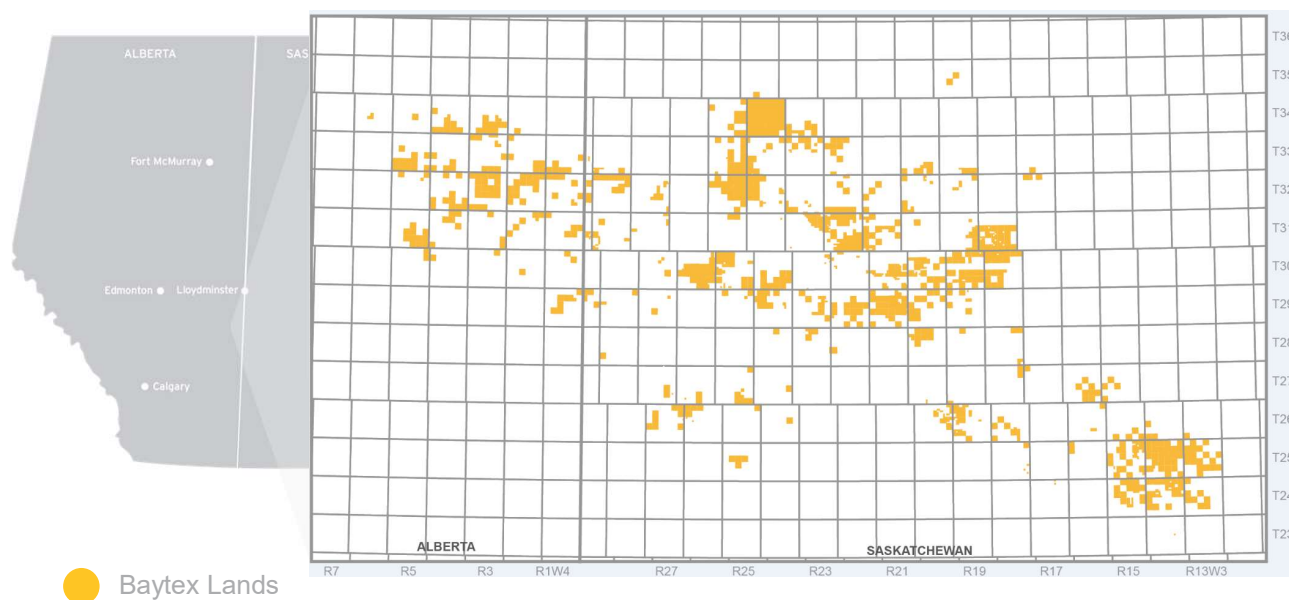 ALBERTA
SAS
T36
T35
T34
T33
T32
T31
T30
T29
T28
T27
T26
T25
T24
T23
Fort McMurray
Edmonton
Lloydminster
Calgary
ALBERTA
SASKATCHEWAN
R7 R5 R3 R1W4 R27 R25 R23 R21 R19 R17 R15 R13W3
Baytex Lands